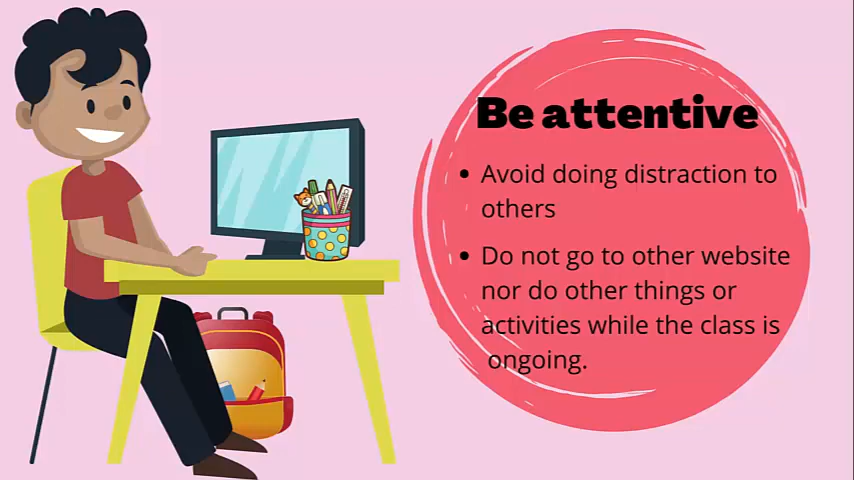 Be attentive
• Avoid doing distraction to
others
• Do not go to other website
nor do other things or
activities while the class is
ongoing.